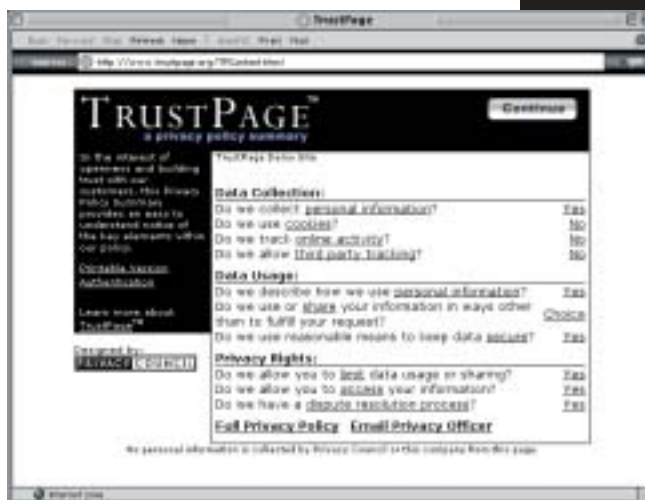 TrustPage
http://www.trustpage.org/
TRUSTPAGE™
a privacy policy summary
Continue
In the interest of
openness and building
trust with our
customers, this Privacy
Policy Summary
provides an easy to
understand notice of
the key elements within
our policy.
Printable Version
Authentication
Learn more about
TrustPage™
Designed by:
PRIVACY COUNCIL
TrustPage Demo Site
Data Collection:
Do we collect personal information? Yes
Do we use cookies? No
Do we track online activity? No
Do we allow third party tracking? No
Data Usage:
Do we describe how we use personal information? Yes
Do we use or share your information in ways other
than to fulfill your request? Choice
Do we use reasonable means to keep data secure? Yes
Privacy Rights:
Do we allow you to limit data usage or sharing? Yes
Do we allow you to access your information? Yes
Do we have a dispute resolution process? Yes
Full Privacy Policy Email Privacy Officer
No personal information is collected by Privacy Council or this company from this page
Internet zone